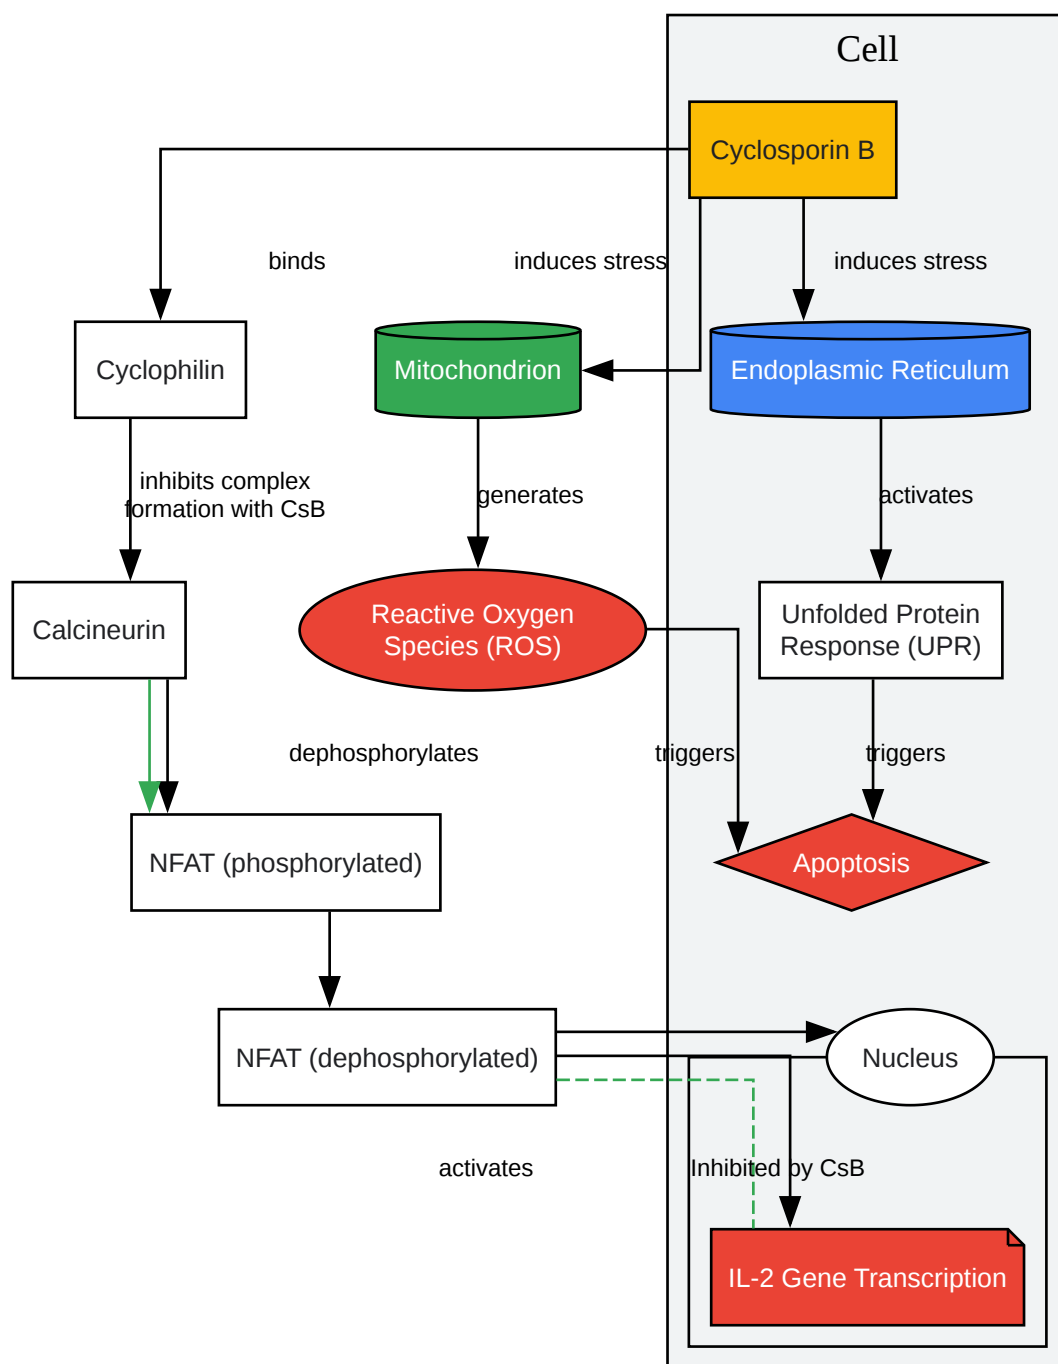 Cell
Cyclosporin B
binds
induces stress
induces stress
Cyclophilin
Mitochondrion
Endoplasmic Reticulum
inhibits complex
formation with CsB
generates
activates
Calcineurin
Reactive Oxygen
Species (ROS)
Unfolded Protein
Response (UPR)
dephosphorylates
triggers
triggers
NFAT (phosphorylated)
Apoptosis
NFAT (dephosphorylated)
Nucleus
activates
Inhibited by CsB
IL-2 Gene Transcription